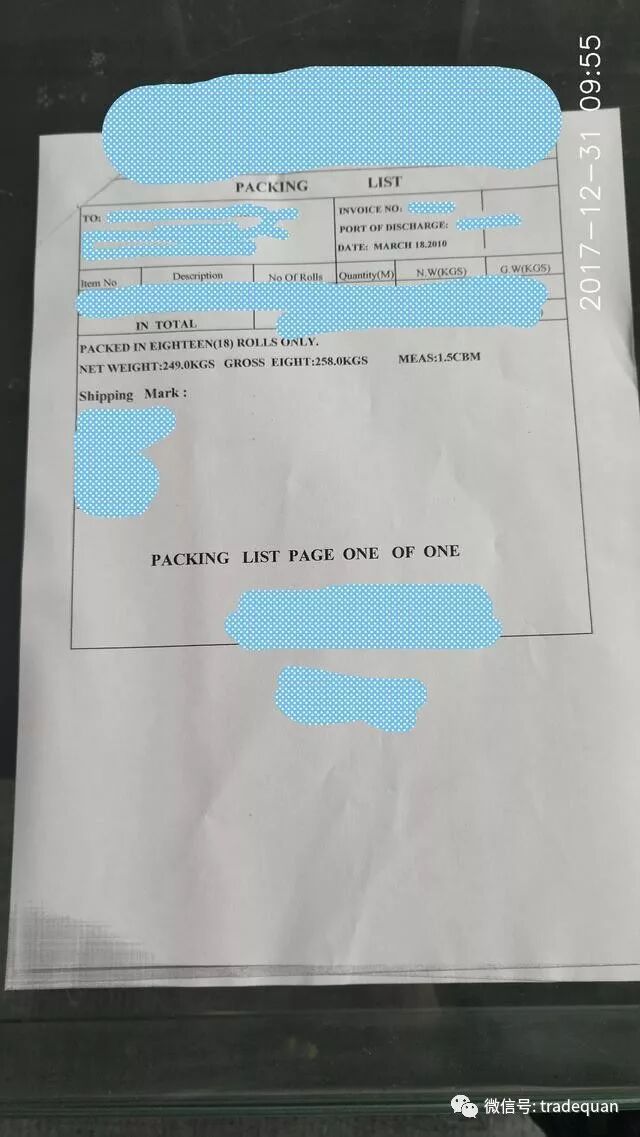 2017-12-31 09:55
PACKING LIST
TO:
INVOICE NO:
PORT OF DISCHARGE:
DATE: MARCH 18.2010
Item No Description No Of Rolls Quantity(M) N.W(KGS) G.W(KGS)
IN TOTAL
PACKED IN EIGHTEEN(18) ROLLS ONLY.
NET WEIGHT:249.0KGS GROSS EIGHT:258.0KGS MEAS:1.5CBM
Shipping Mark :
PACKING LIST PAGE ONE OF ONE
微信号: tradequan